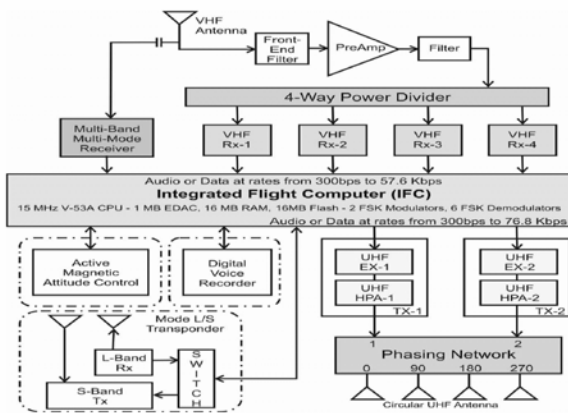 VHF
Antenna
Front-
End
Filter
PreAmp
Filter
4-Way Power Divider
Multi-Band
Multi-Mode
Receiver
VHF
Rx-1
VHF
Rx-2
VHF
Rx-3
VHF
Rx-4
Audio or Data at rates from 300bps to 57.6 Kbps
Integrated Flight Computer (IFC)
15 MHz V-53A CPU - 1 MB EDAC, 16 MB RAM, 16MB Flash - 2 FSK Modulators, 6 FSK Demodulators
Audio or Data at rates from 300bps to 76.8 Kbps
Active
Magnetic
Attitude Control
Digital
Voice
Recorder
UHF
EX-1
UHF
HPA-1
TX-1
UHF
EX-2
UHF
HPA-2
TX-2
Mode L/S
Transponder
L-Band
Rx
S-Band
Tx
SWITCH
1
2
Phasing Network
0 90 180 270
Circular UHF Antenna